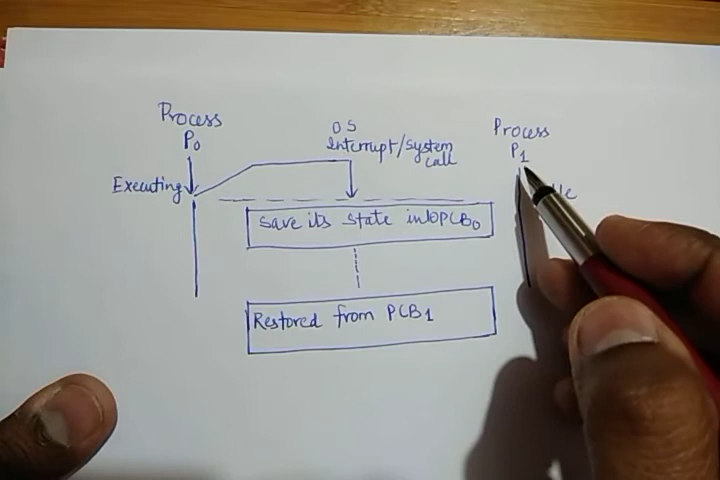 Process
P0
OS
Interrupt/System
call
Process
P1
Executing
Save its state into PCB0
Restored from PCB1